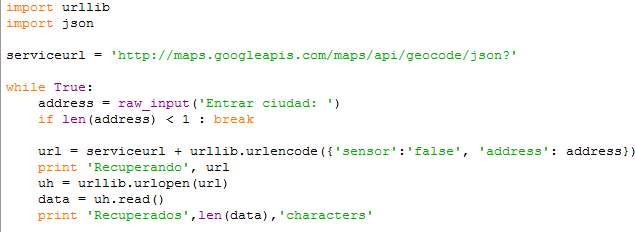 import urllib
import json
serviceurl = 'http://maps.googleapis.com/maps/api/geocode/json?'
while True:
    address = raw_input('Entrar ciudad: ')
    if len(address) < 1 : break
    url = serviceurl + urllib.urlencode({'sensor':'false', 'address': address})
    print 'Recuperando', url
    uh = urllib.urlopen(url)
    data = uh.read()
    print 'Recuperados',len(data),'characters'